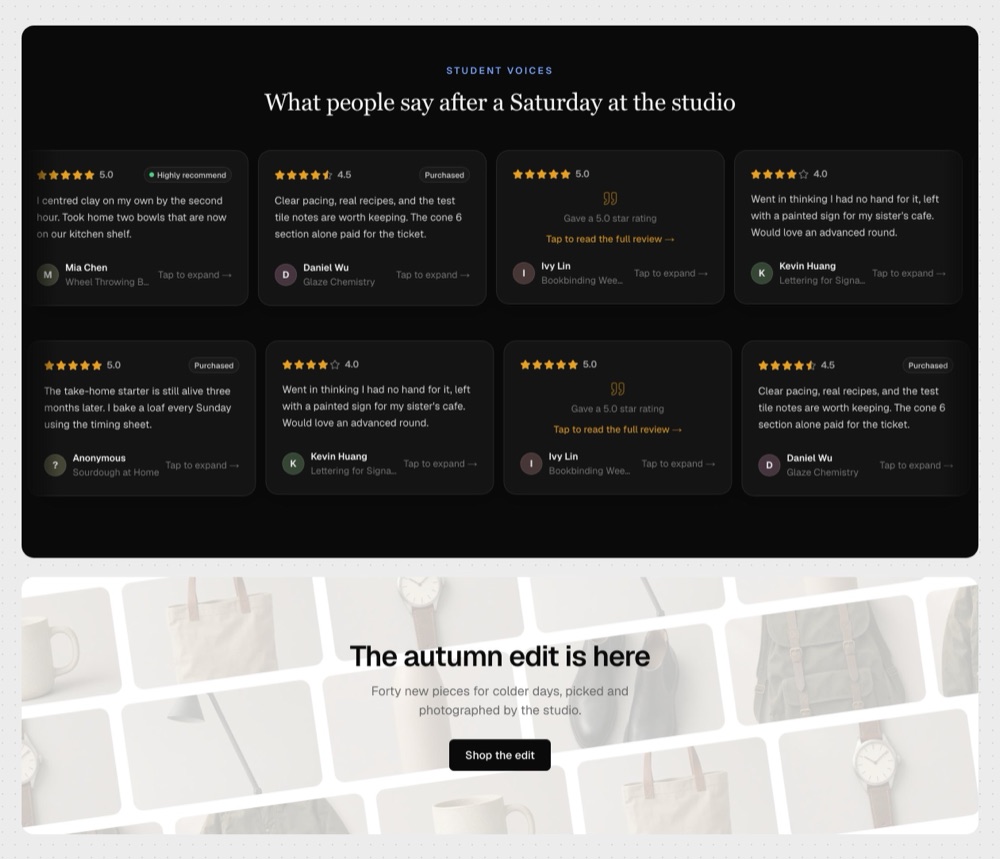 STUDENT VOICES
What people say after a Saturday at the studio
5.0
Highly recommend
I centred clay on my own by the second
hour. Took home two bowls that are now
on our kitchen shelf.
M
Mia Chen
Wheel Throwing B...
Tap to expand →
4.5
Purchased
Clear pacing, real recipes, and the test
tile notes are worth keeping. The cone 6
section alone paid for the ticket.
D
Daniel Wu
Glaze Chemistry
Tap to expand →
5.0
Gave a 5.0 star rating
Tap to read the full review →
I
Ivy Lin
Bookbinding Wee...
Tap to expand →
4.0
Went in thinking I had no hand for it, left
with a painted sign for my sister's cafe.
Would love an advanced round.
K
Kevin Huang
Lettering for Signa...
Tap to expand →
5.0
Purchased
The take-home starter is still alive three
months later. I bake a loaf every Sunday
using the timing sheet.
?
Anonymous
Sourdough at Home
Tap to expand →
4.0
Went in thinking I had no hand for it, left
with a painted sign for my sister's cafe.
Would love an advanced round.
K
Kevin Huang
Lettering for Signa...
Tap to expand →
5.0
Gave a 5.0 star rating
Tap to read the full review →
I
Ivy Lin
Bookbinding Wee...
Tap to expand →
4.5
Purchased
Clear pacing, real recipes, and the test
tile notes are worth keeping. The cone 6
section alone paid for the ticket.
D
Daniel Wu
Glaze Chemistry
Tap to expand →
The autumn edit is here
Forty new pieces for colder days, picked and
photographed by the studio.
Shop the edit